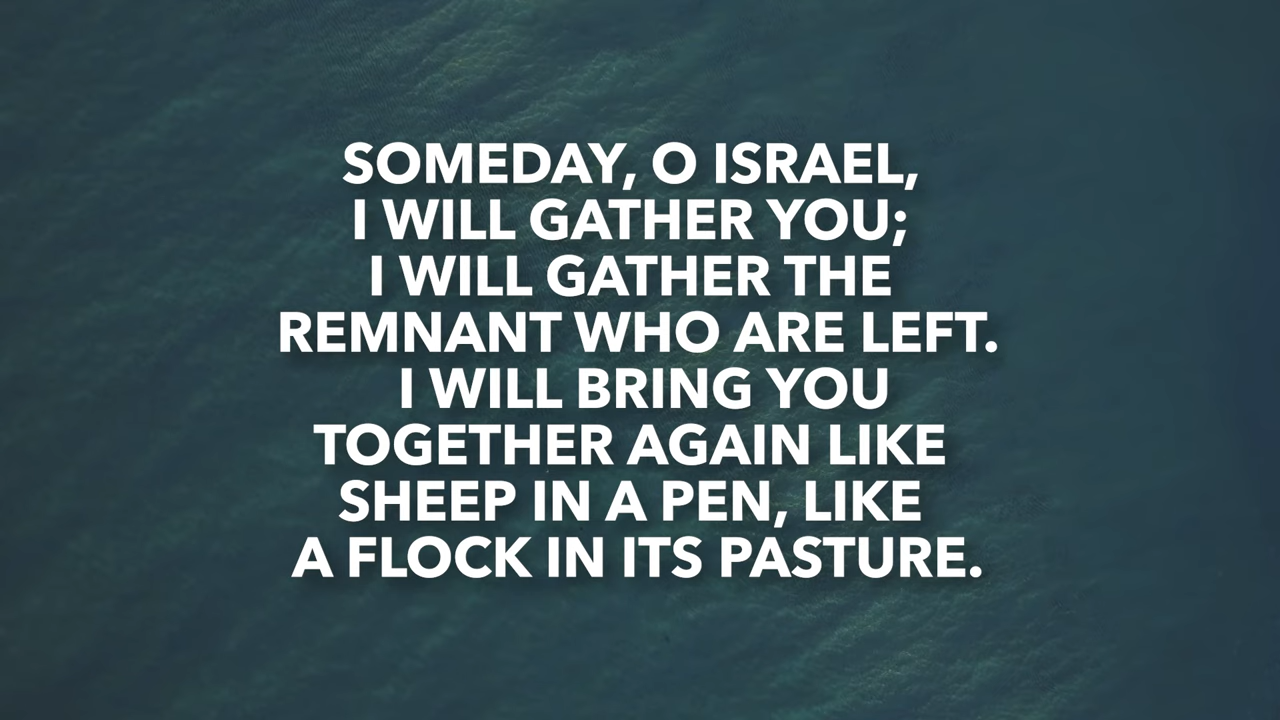 SOMEDAY, O ISRAEL,
I WILL GATHER YOU;
I WILL GATHER THE
REMNANT WHO ARE LEFT.
I WILL BRING YOU
TOGETHER AGAIN LIKE
SHEEP IN A PEN, LIKE
A FLOCK IN ITS PASTURE.